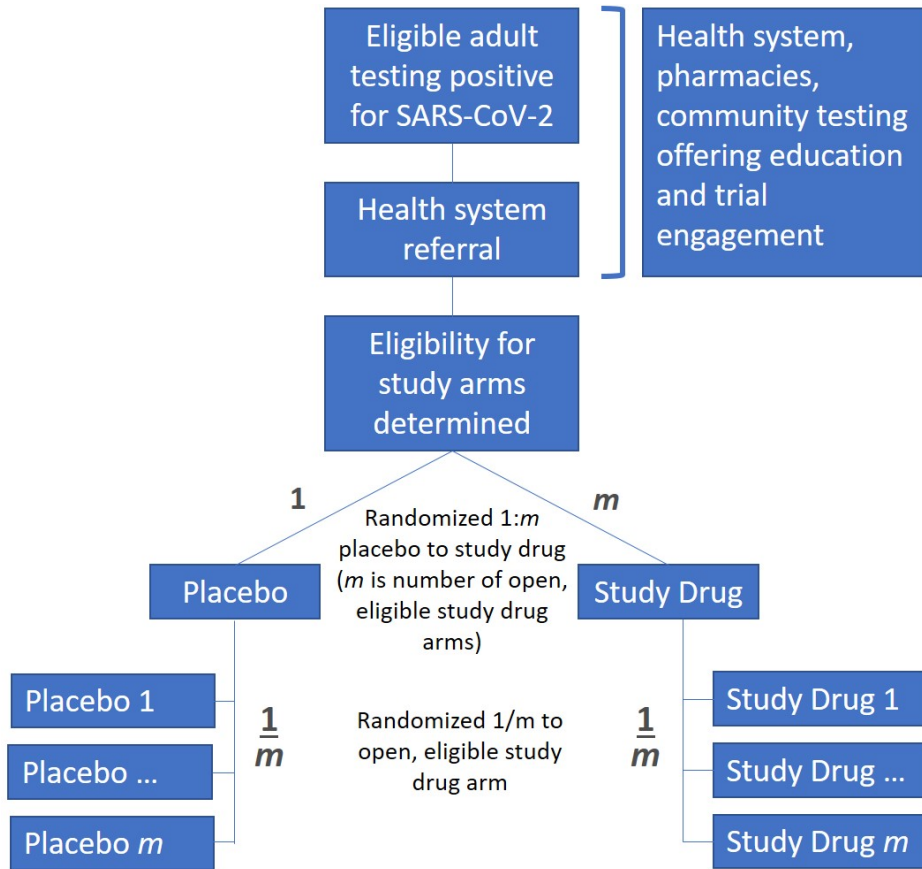 Eligible adult
testing positive
for SARS-CoV-2
Health system,
pharmacies,
community testing
offering education
and trial
engagement
Health system
referral
Eligibility for
study arms
determined
1
m
Randomized 1:m
placebo to study drug
(m is number of open,
eligible study drug
arms)
Placebo
Study Drug
Placebo 1
Placebo ...
Placebo m
1
m
Randomized 1/m to
open, eligible study
drug arm
1
m
Study Drug 1
Study Drug ...
Study Drug m